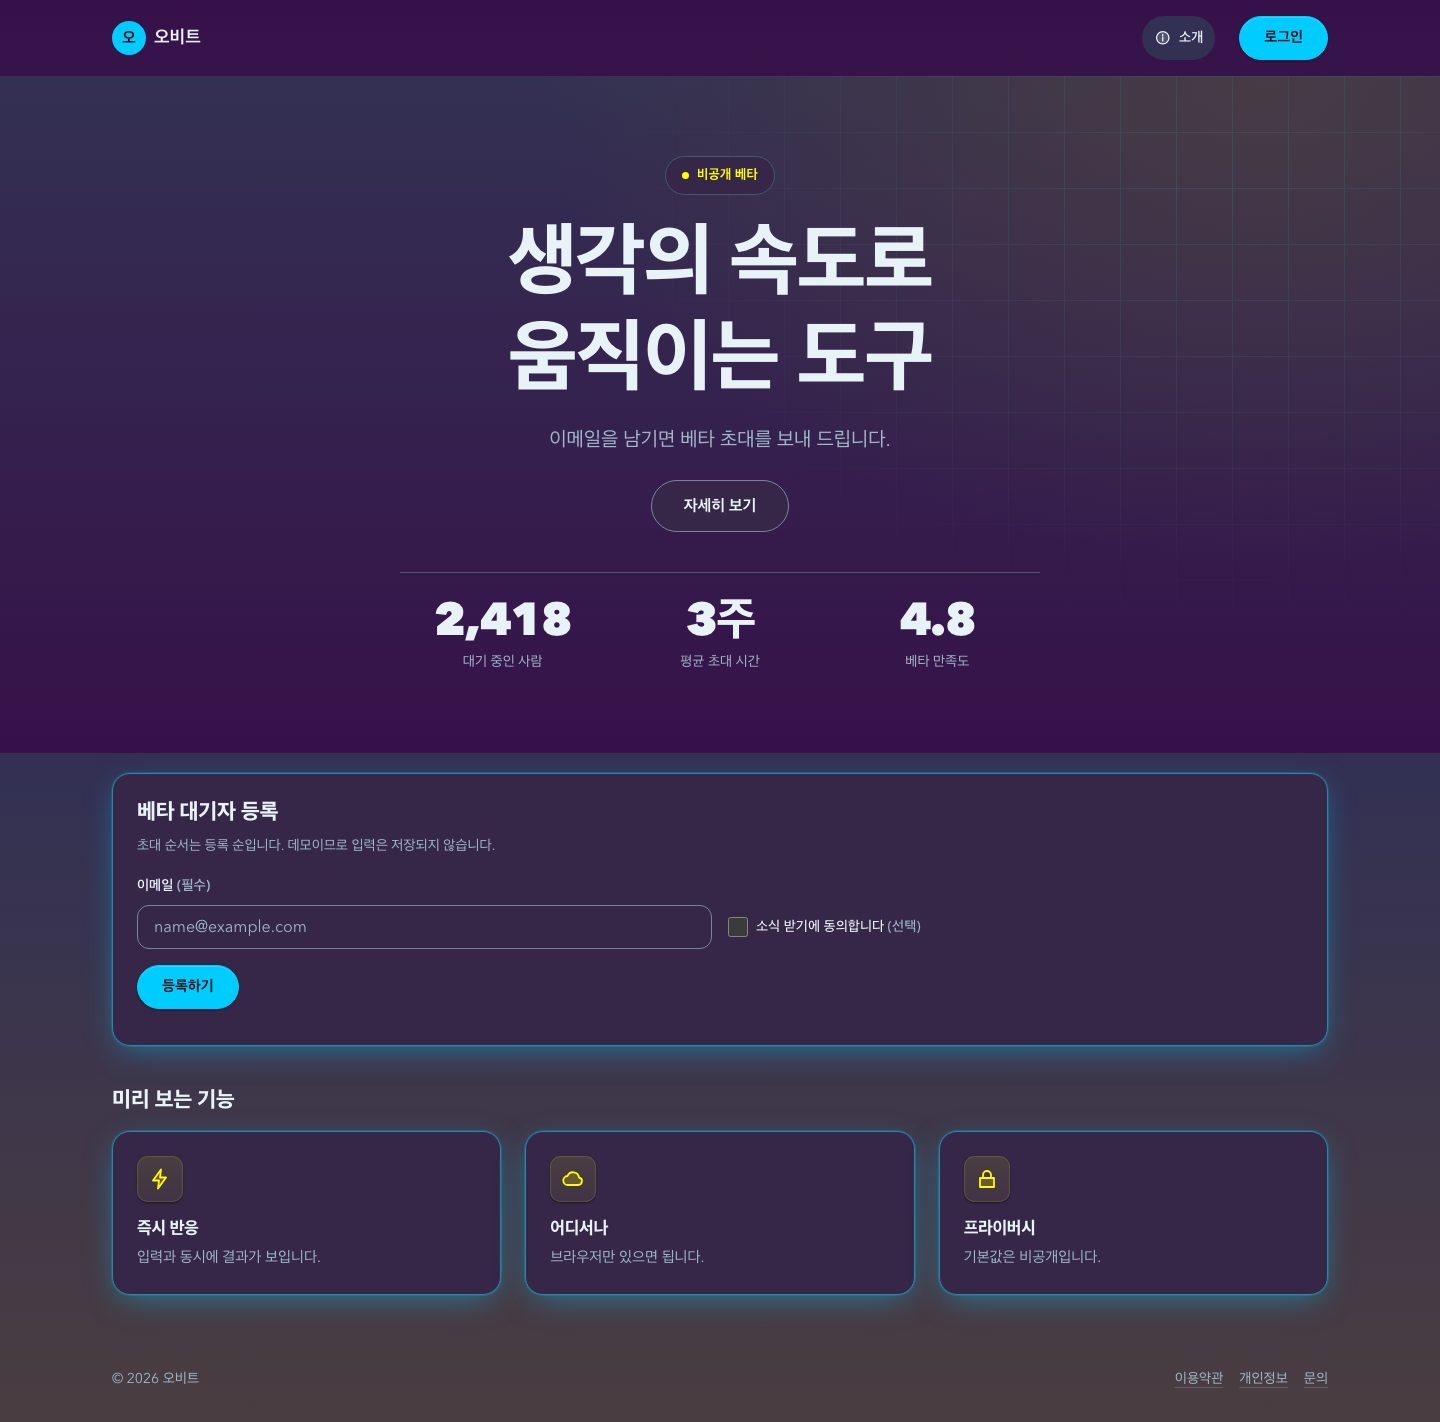 오 오비트
소개
로그인
비공개 베타
생각의 속도로
움직이는 도구
이메일을 남기면 베타 초대를 보내 드립니다.
자세히 보기
2,418
대기 중인 사람
3주
평균 초대 시간
4.8
베타 만족도
베타 대기자 등록
초대 순서는 등록 순입니다. 데모이므로 입력은 저장되지 않습니다.
이메일 (필수)
name@example.com
소식 받기에 동의합니다 (선택)
등록하기
미리 보는 기능
즉시 반응
입력과 동시에 결과가 보입니다.
어디서나
브라우저만 있으면 됩니다.
프라이버시
기본값은 비공개입니다.
© 2026 오비트
이용약관 개인정보 문의